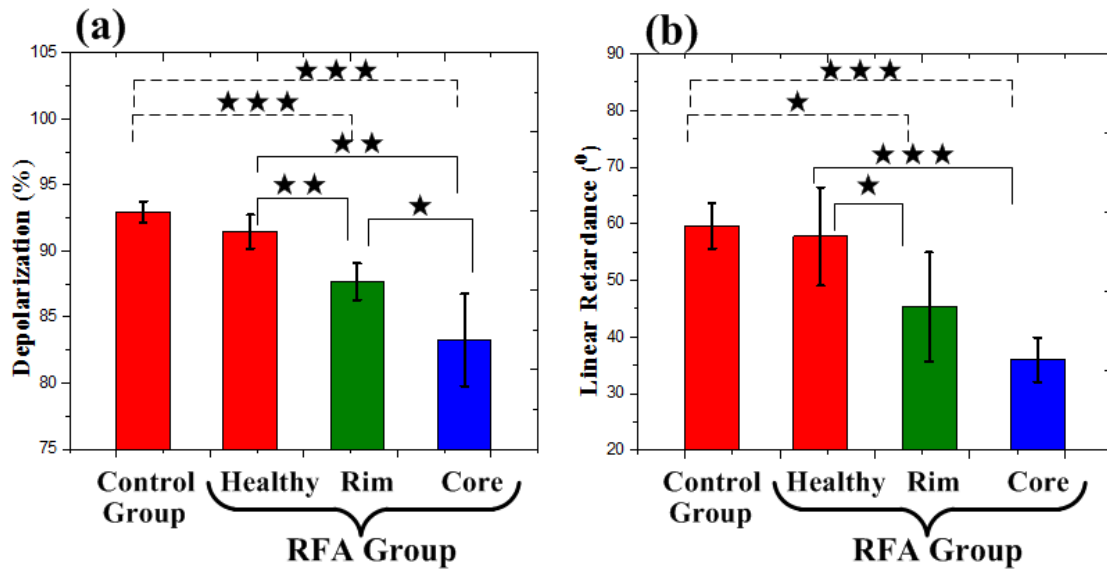 (a)
Depolarization (%)
105
100
95
90
85
80
75
★★★
★★★
★★
★★
★
Control Group
Healthy
Rim
Core
RFA Group
(b)
Linear Retardance (⁰)
90
80
70
60
50
40
30
20
★★★
★
★★★
★
Control Group
Healthy
Rim
Core
RFA Group